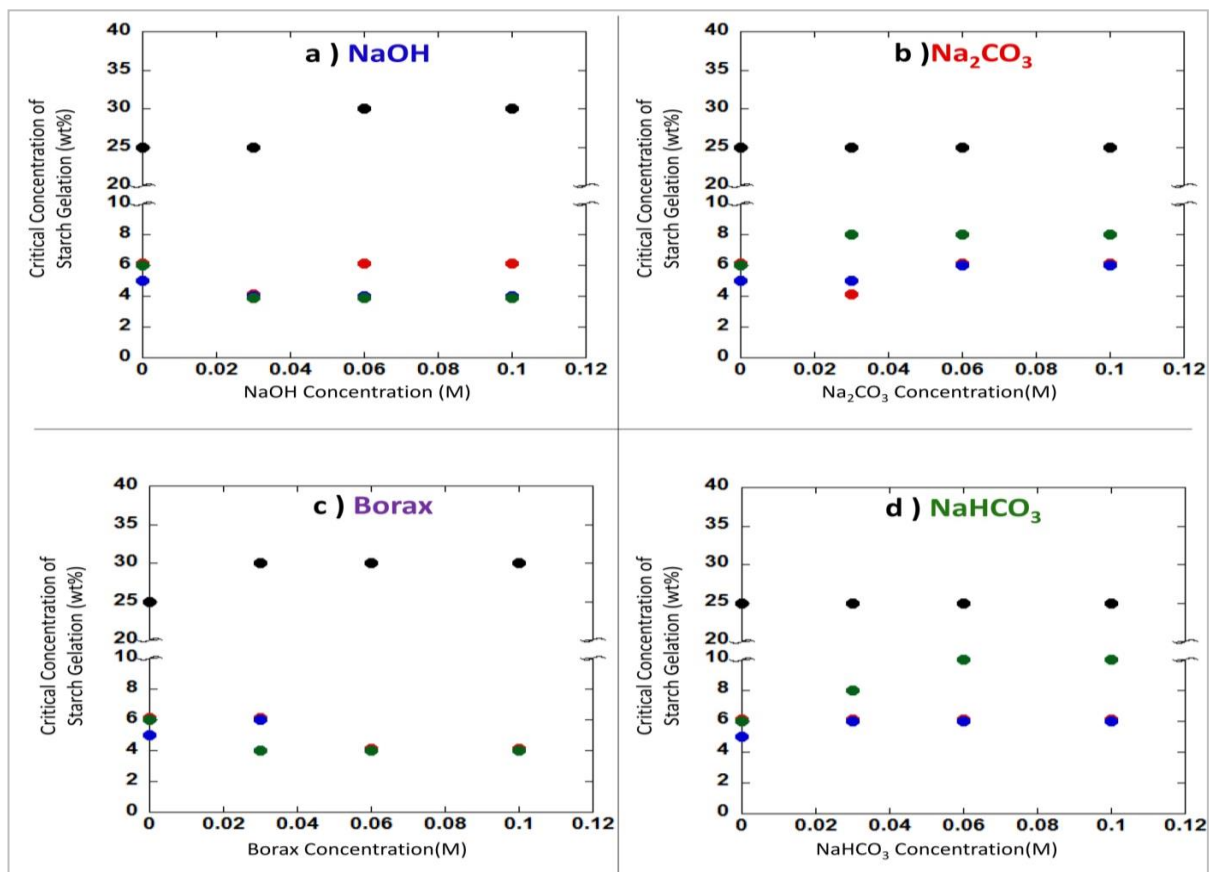 a ) NaOH
40
35
30
25
20
10
8
6
4
2
0
Critical Concentration of
Starch Gelation (wt%)
0 0.02 0.04 0.06 0.08 0.1 0.12
NaOH Concentration (M)
b )Na₂CO₃
40
35
30
25
20
10
8
6
4
2
0
Critical Concentration of
Starch Gelation (wt%)
0 0.02 0.04 0.06 0.08 0.1 0.12
Na₂CO₃ Concentration(M)
c ) Borax
40
35
30
25
20
10
8
6
4
2
0
Critical Concentration of
Starch Gelation (wt%)
0 0.02 0.04 0.06 0.08 0.1 0.12
Borax Concentration(M)
d ) NaHCO₃
40
35
30
25
20
10
8
6
4
2
0
Critical Concentration of
Starch Gelation (wt%)
0 0.02 0.04 0.06 0.08 0.1 0.12
NaHCO₃ Concentration(M)